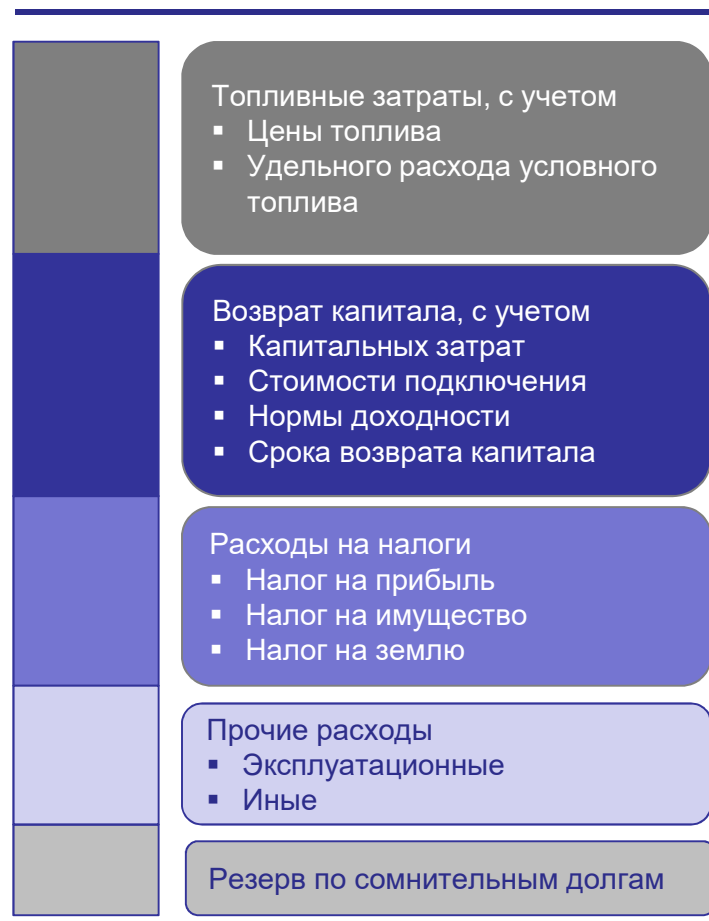 Топливные затраты, с учетом
▪ Цены топлива
▪ Удельного расхода условного
топлива
Возврат капитала, с учетом
▪ Капитальных затрат
▪ Стоимости подключения
▪ Нормы доходности
▪ Срока возврата капитала
Расходы на налоги
▪ Налог на прибыль
▪ Налог на имущество
▪ Налог на землю
Прочие расходы
▪ Эксплуатационные
▪ Иные
Резерв по сомнительным долгам